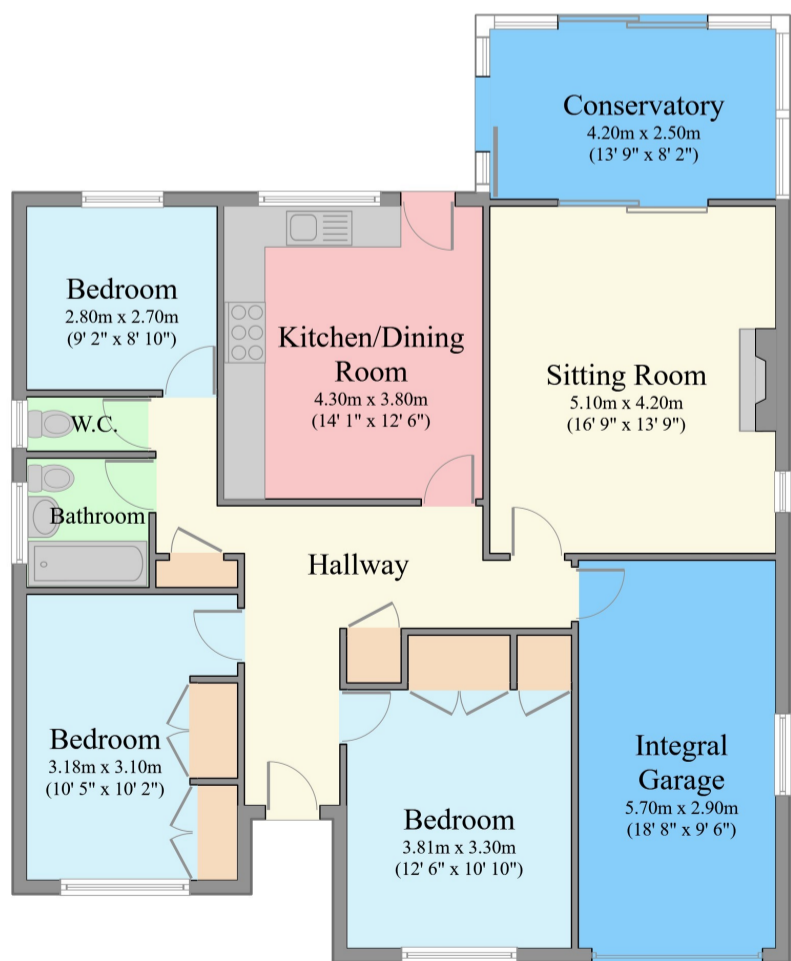 Conservatory
4.20m x 2.50m
(13' 9" x 8' 2")
Bedroom
2.80m x 2.70m
(9' 2" x 8' 10")
Kitchen/Dining
Room
4.30m x 3.80m
(14' 1" x 12' 6")
Sitting Room
5.10m x 4.20m
(16' 9" x 13' 9")
W.C.
Bathroom
Hallway
Bedroom
3.18m x 3.10m
(10' 5" x 10' 2")
Bedroom
3.81m x 3.30m
(12' 6" x 10' 10")
Integral
Garage
5.70m x 2.90m
(18' 8" x 9' 6")